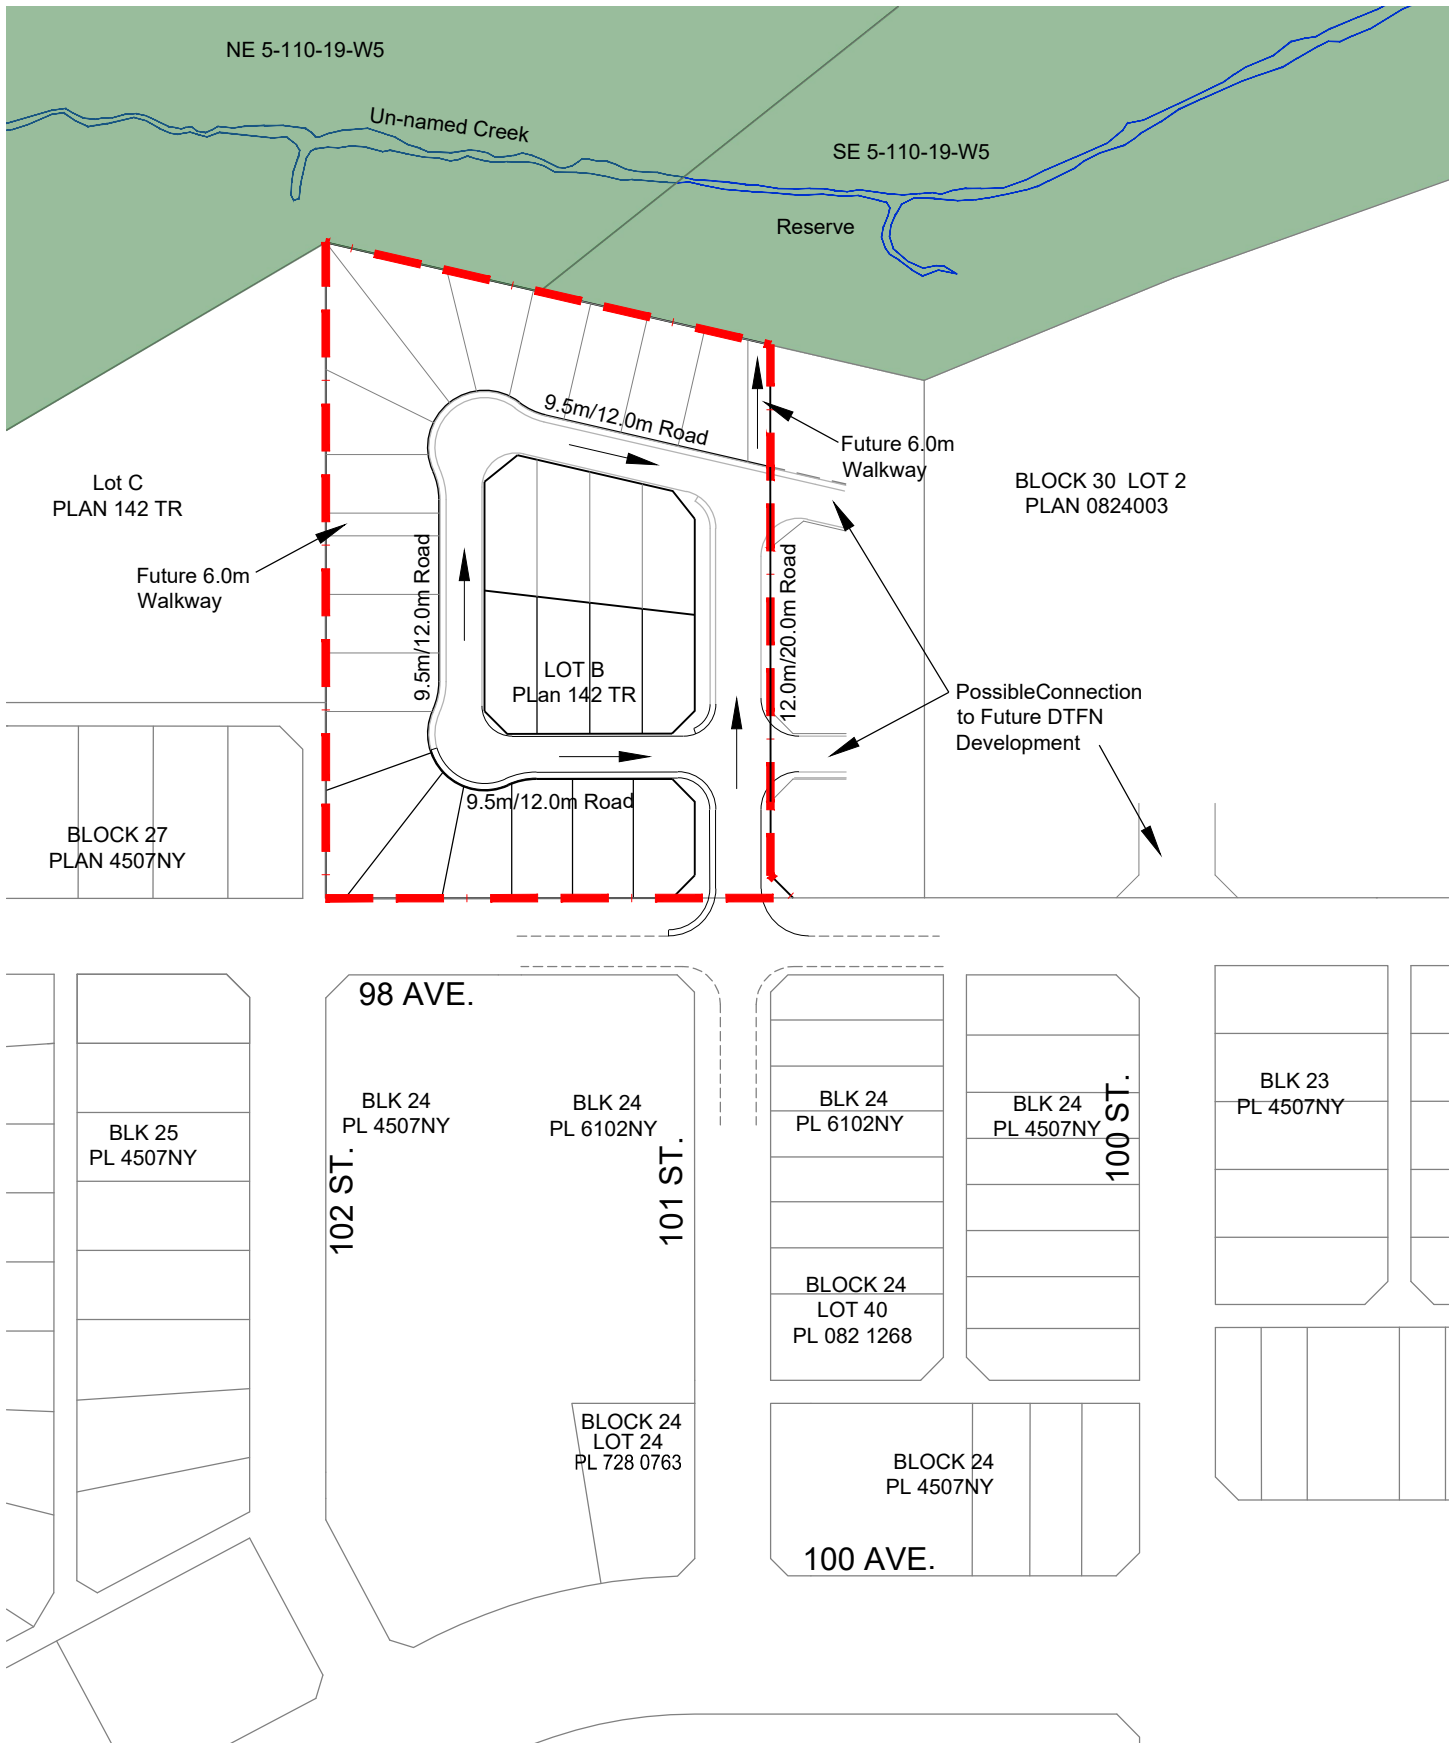 NE 5-110-19-W5
Un-named Creek
SE 5-110-19-W5
Reserve
9.5m/12.0m Road
Future 6.0m
Walkway
Lot C
PLAN 142 TR
BLOCK 30  LOT 2
PLAN 0824003
Future 6.0m
Walkway
9.5m/12.0m Road
12.0m/20.0m Road
LOT B
PLan 142 TR
PossibleConnection
to Future DTFN
Development
9.5m/12.0m Road
BLOCK 27
PLAN 4507NY
98 AVE.
BLK 25
PL 4507NY
BLK 24
PL 4507NY
BLK 24
PL 6102NY
BLK 24
PL 6102NY
BLK 24
PL 4507NY
BLK 23
PL 4507NY
102 ST.
101 ST.
100 ST.
BLOCK 24
LOT 40
PL 082 1268
BLOCK 24
LOT 24
PL 728 0763
BLOCK 24
PL 4507NY
100 AVE.